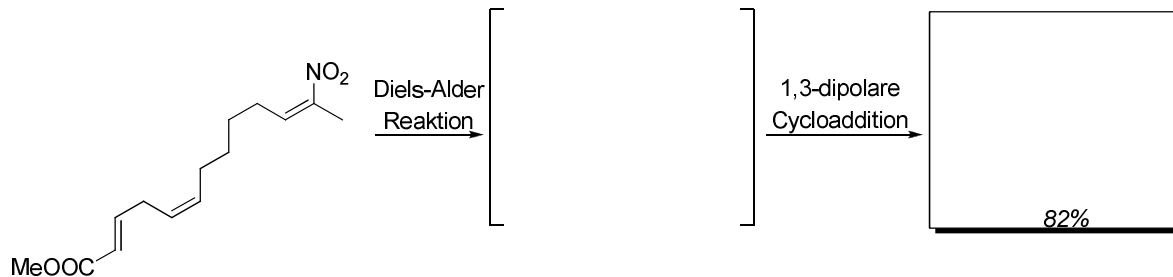 NO2
MeOOC
Diels-Alder
Reaktion
1,3-dipolare
Cycloaddition
82%